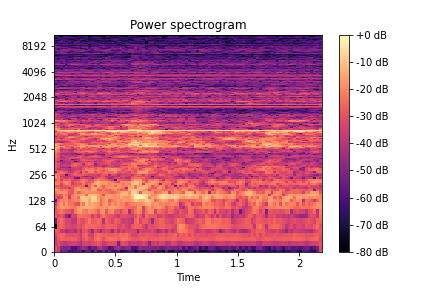 Power spectrogram
8192
4096
2048
1024
512
256
128
64
0
Hz
0
0.5
1
1.5
2
Time
+0 dB
-10 dB
-20 dB
-30 dB
-40 dB
-50 dB
-60 dB
-70 dB
-80 dB